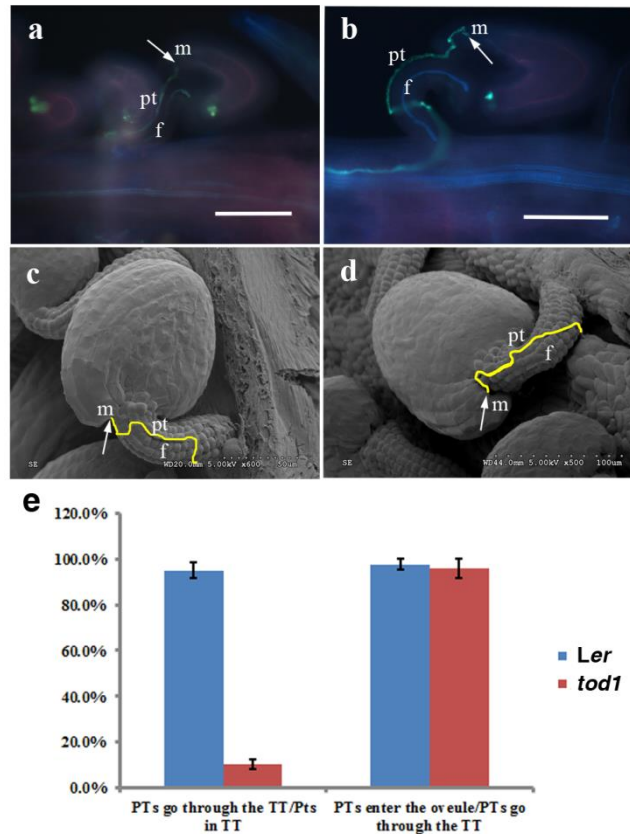 a
m
pt
f
b
m
pt
f
c
m
pt
f
SE WD20.0mm 5.00kV x600 50um
d
pt
f
m
SE WD44.0mm 5.00kV x500 100um
e
120.0%
100.0%
80.0%
60.0%
40.0%
20.0%
0.0%
PTs go through the TT/Pts
in TT
PTs enter the oveule/PTs go
through the TT
Ler
tod1